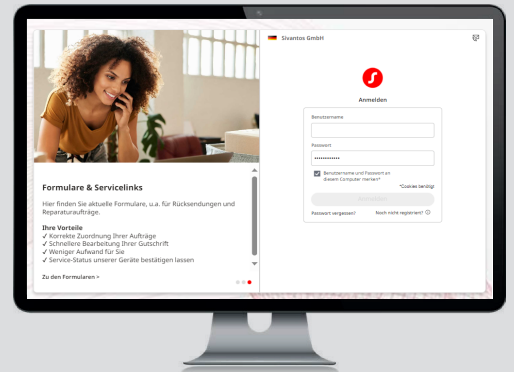 Sivantos GmbH
Anmelden
Benutzername
Passwort
Benutzername und Passwort an
diesem Computer merken*
*Cookies benötigt
Passwort vergessen?
Noch nicht registriert?
Formulare & Servicelinks
Hier finden Sie aktuelle Formulare, u.a. für Rücksendungen und
Reparaturaufträge.
Ihre Vorteile
✓ Korrekte Zuordnung Ihrer Aufträge
✓ Schnellere Bearbeitung Ihrer Gutschrift
✓ Weniger Aufwand für Sie
✓ Service-Status unserer Geräte bestätigen lassen
Zu den Formularen >